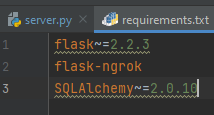 server.py requirements.txt
1 flask~=2.2.3
2 flask-ngrok
3 SQLAlchemy~=2.0.10